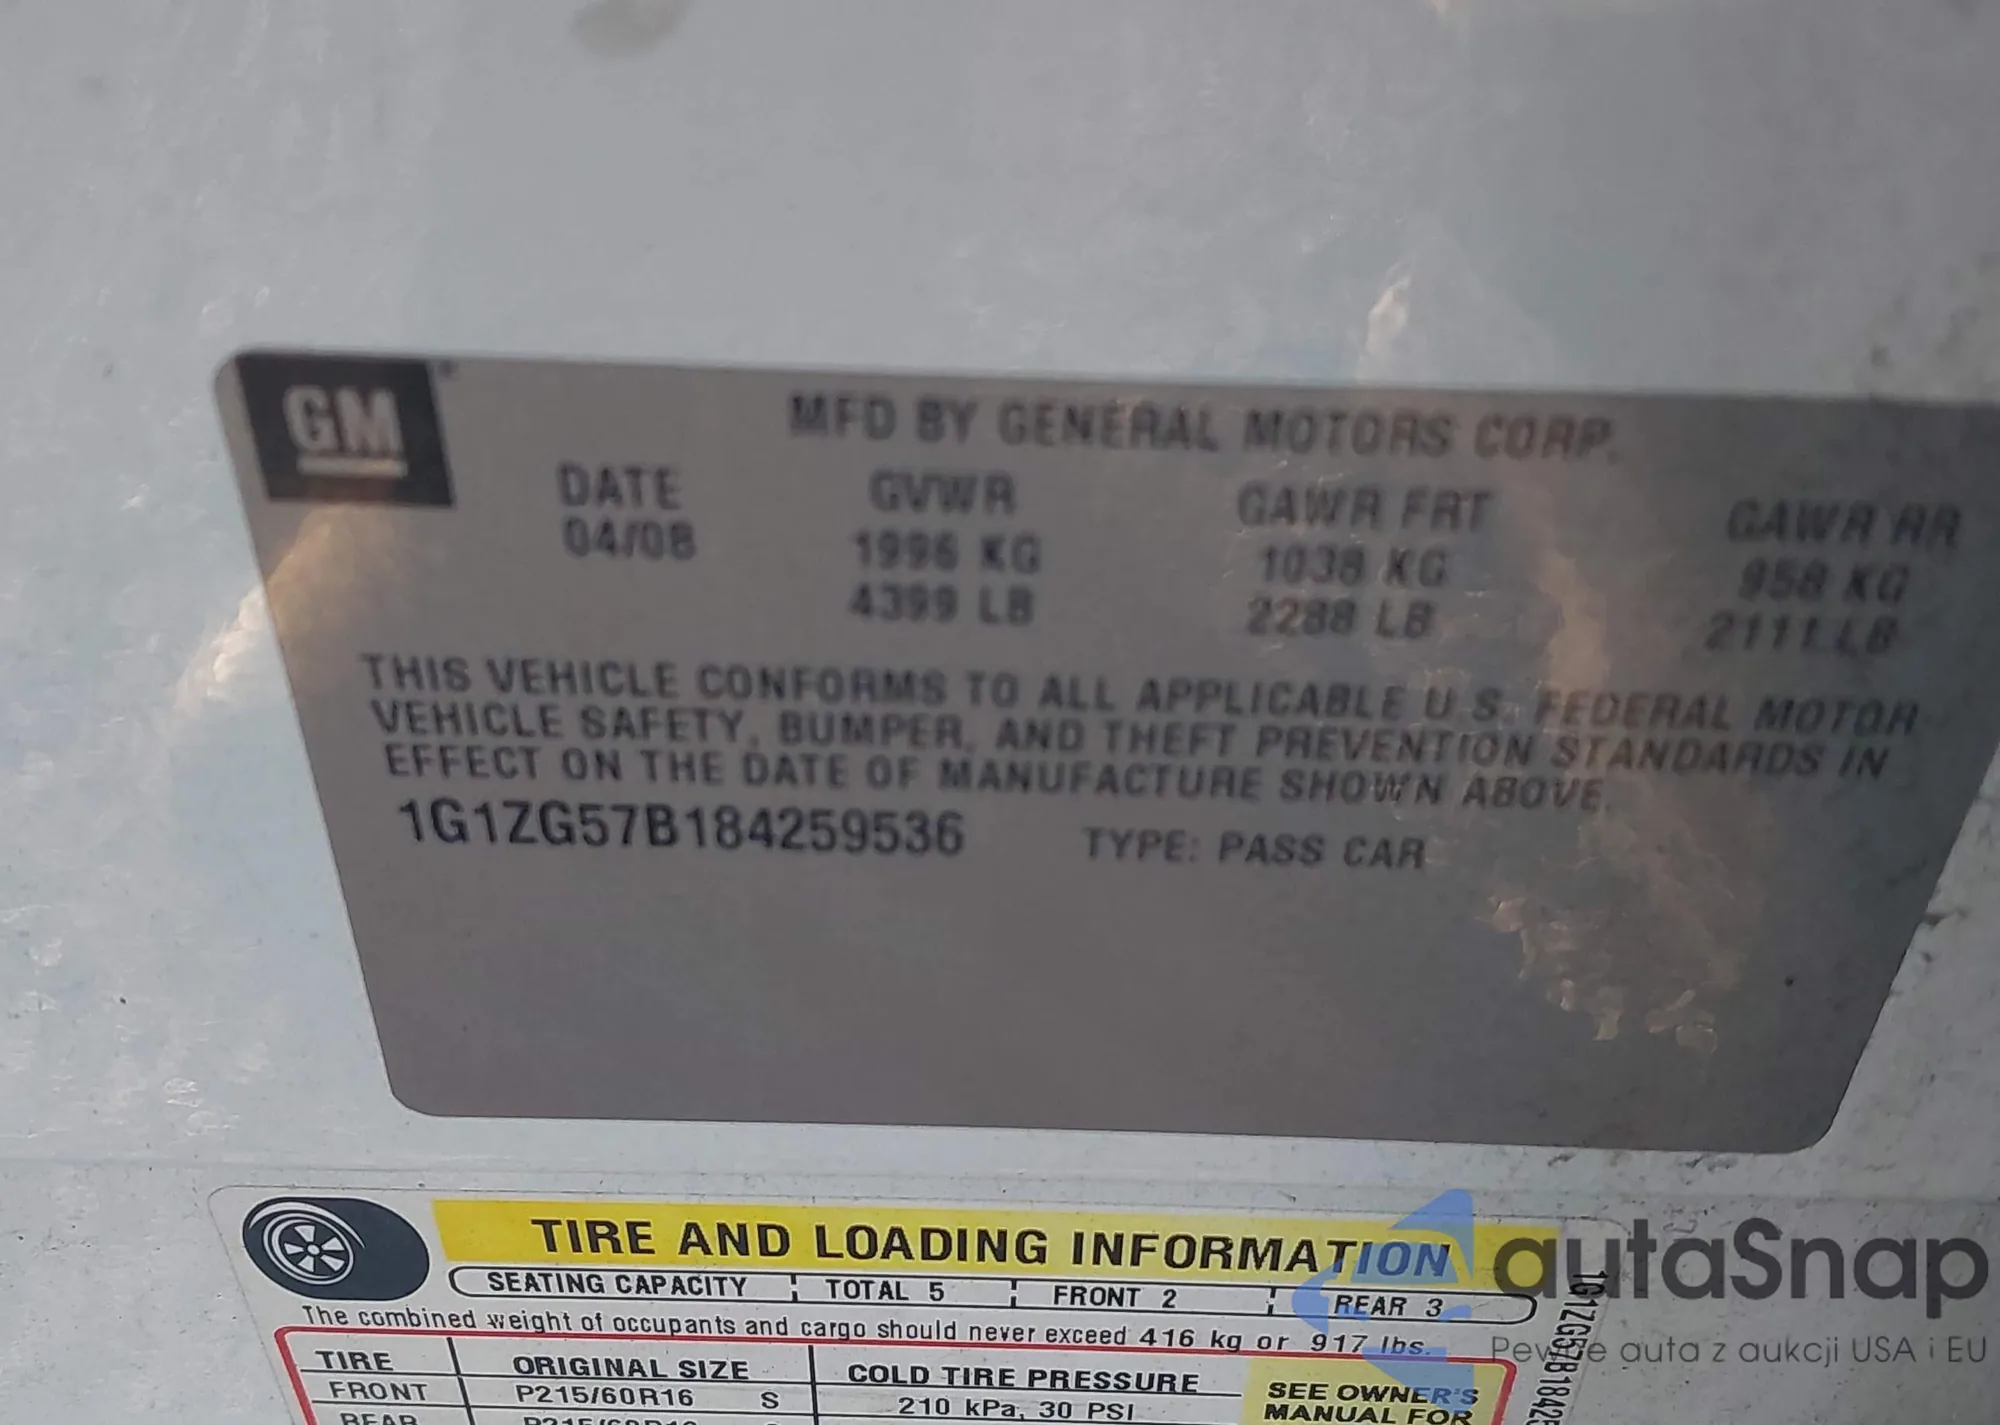 GM
MFD BY GENERAL MOTORS CORP.
DATE GVWR GAWR FRT GAWR RR
04/08 1996 KG 1038 KG 958 KG
4399 LB 2288 LB 2111 LB
THIS VEHICLE CONFORMS TO ALL APPLICABLE U.S. FEDERAL MOTOR
VEHICLE SAFETY, BUMPER, AND THEFT PREVENTION STANDARDS IN
EFFECT ON THE DATE OF MANUFACTURE SHOWN ABOVE.
1G1ZG57B184259536 TYPE: PASS CAR
TIRE AND LOADING INFORMATION
SEATING CAPACITY TOTAL 5 FRONT 2 REAR 3
The combined weight of occupants and cargo should never exceed 416 kg or 917 lbs.
TIRE ORIGINAL SIZE COLD TIRE PRESSURE
SEE OWNER'S
FRONT P215/60R16 S 210 kPa, 30 PSI
MANUAL FOR
REAR P215/60R16
1G1ZG57B18425
autaSnap
Pewne auta z aukcji USA i EU